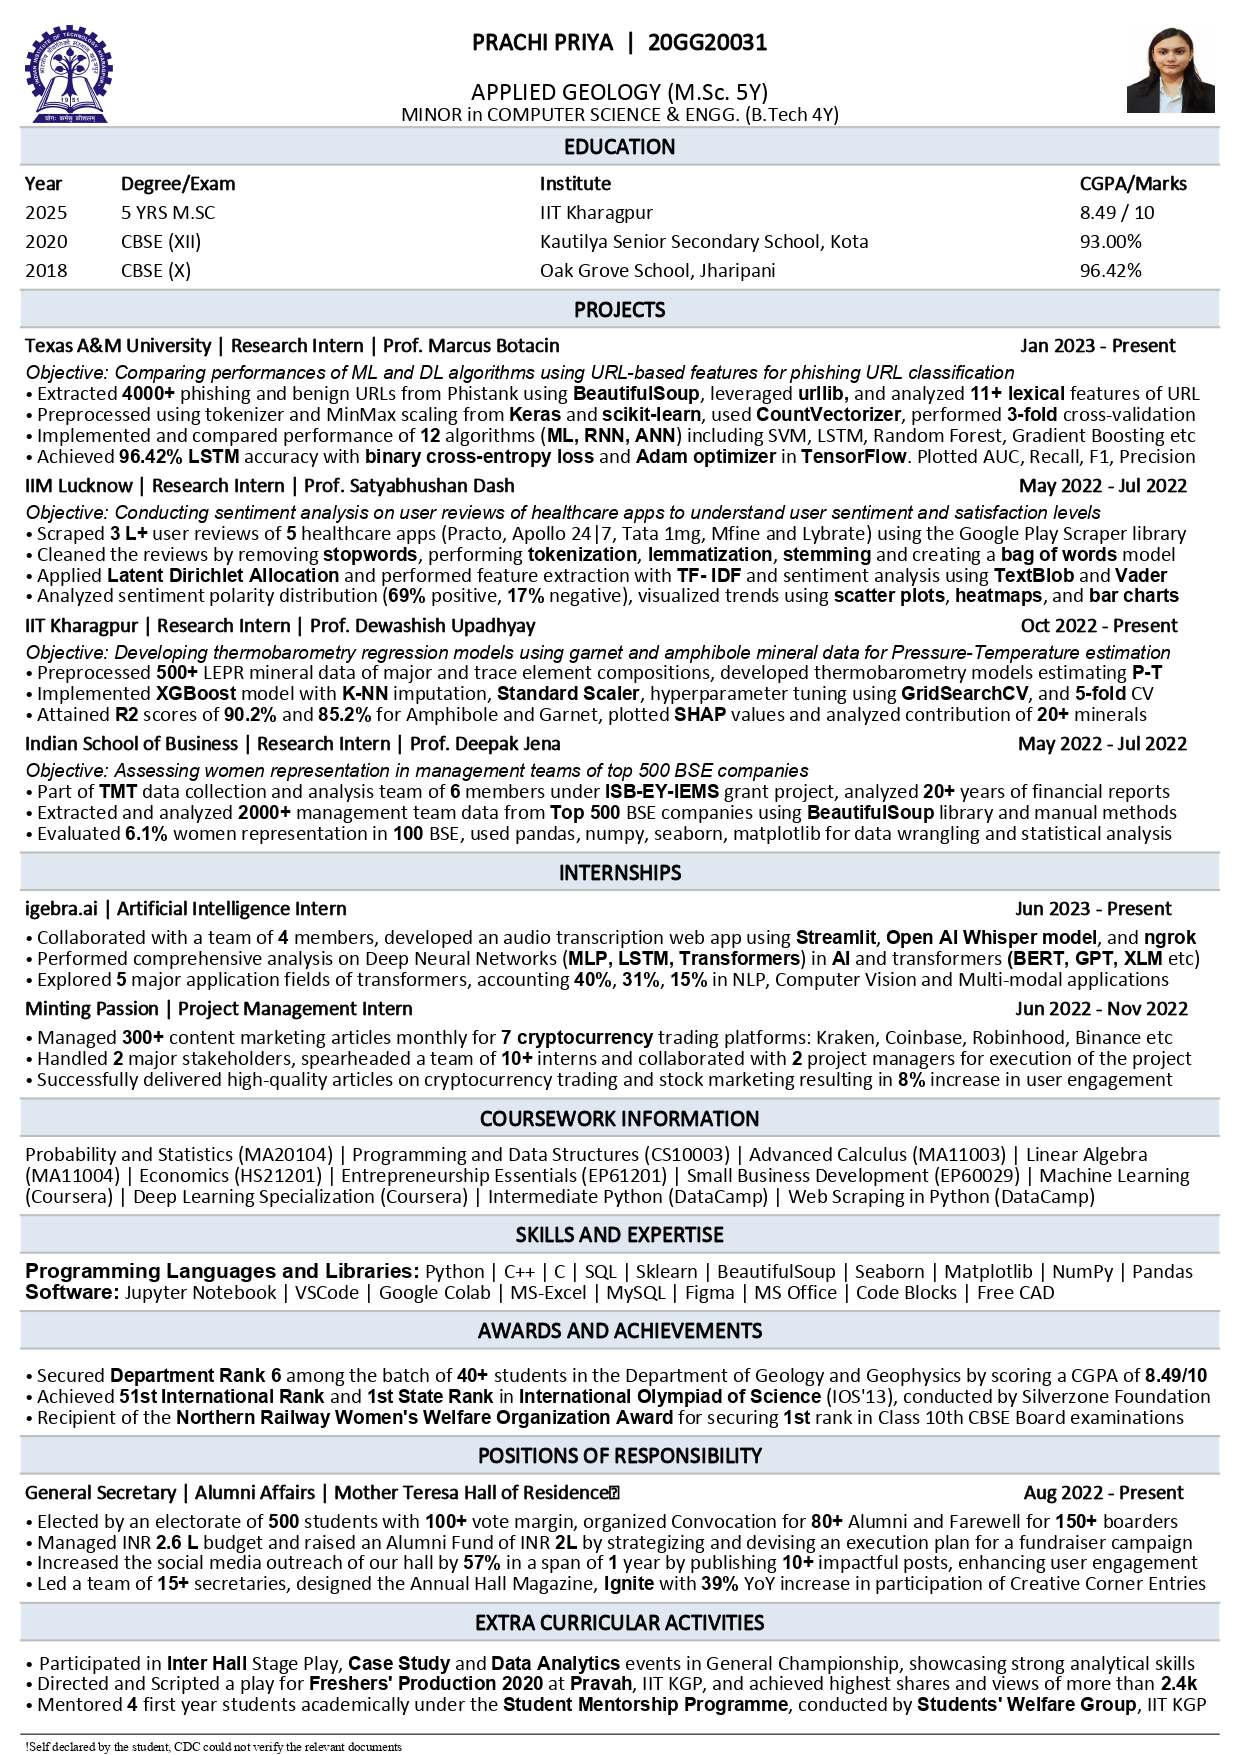 PRACHI PRIYA | 20GG20031
APPLIED GEOLOGY (M.Sc. 5Y)
MINOR in COMPUTER SCIENCE & ENGG. (B.Tech 4Y)
EDUCATION
Year Degree/Exam Institute CGPA/Marks
2025 5 YRS M.SC IIT Kharagpur 8.49 / 10
2020 CBSE (XII) Kautilya Senior Secondary School, Kota 93.00%
2018 CBSE (X) Oak Grove School, Jharipani 96.42%
PROJECTS
Texas A&M University | Research Intern | Prof. Marcus Botacin Jan 2023 - Present
Objective: Comparing performances of ML and DL algorithms using URL-based features for phishing URL classification
• Extracted 4000+ phishing and benign URLs from Phistank using BeautifulSoup, leveraged urllib, and analyzed 11+ lexical features of URL
• Preprocessed using tokenizer and MinMax scaling from Keras and scikit-learn, used CountVectorizer, performed 3-fold cross-validation
• Implemented and compared performance of 12 algorithms (ML, RNN, ANN) including SVM, LSTM, Random Forest, Gradient Boosting etc
• Achieved 96.42% LSTM accuracy with binary cross-entropy loss and Adam optimizer in TensorFlow. Plotted AUC, Recall, F1, Precision
IIM Lucknow | Research Intern | Prof. Satyabhushan Dash May 2022 - Jul 2022
Objective: Conducting sentiment analysis on user reviews of healthcare apps to understand user sentiment and satisfaction levels
• Scraped 3 L+ user reviews of 5 healthcare apps (Practo, Apollo 24|7, Tata 1mg, Mfine and Lybrate) using the Google Play Scraper library
• Cleaned the reviews by removing stopwords, performing tokenization, lemmatization, stemming and creating a bag of words model
• Applied Latent Dirichlet Allocation and performed feature extraction with TF- IDF and sentiment analysis using TextBlob and Vader
• Analyzed sentiment polarity distribution (69% positive, 17% negative), visualized trends using scatter plots, heatmaps, and bar charts
IIT Kharagpur | Research Intern | Prof. Dewashish Upadhyay Oct 2022 - Present
Objective: Developing thermobarometry regression models using garnet and amphibole mineral data for Pressure-Temperature estimation
• Preprocessed 500+ LEPR mineral data of major and trace element compositions, developed thermobarometry models estimating P-T
• Implemented XGBoost model with K-NN imputation, Standard Scaler, hyperparameter tuning using GridSearchCV, and 5-fold CV
• Attained R2 scores of 90.2% and 85.2% for Amphibole and Garnet, plotted SHAP values and analyzed contribution of 20+ minerals
Indian School of Business | Research Intern | Prof. Deepak Jena May 2022 - Jul 2022
Objective: Assessing women representation in management teams of top 500 BSE companies
• Part of TMT data collection and analysis team of 6 members under ISB-EY-IEMS grant project, analyzed 20+ years of financial reports
• Extracted and analyzed 2000+ management team data from Top 500 BSE companies using BeautifulSoup library and manual methods
• Evaluated 6.1% women representation in 100 BSE, used pandas, numpy, seaborn, matplotlib for data wrangling and statistical analysis
INTERNSHIPS
igebra.ai | Artificial Intelligence Intern Jun 2023 - Present
• Collaborated with a team of 4 members, developed an audio transcription web app using Streamlit, Open AI Whisper model, and ngrok
• Performed comprehensive analysis on Deep Neural Networks (MLP, LSTM, Transformers) in AI and transformers (BERT, GPT, XLM etc)
• Explored 5 major application fields of transformers, accounting 40%, 31%, 15% in NLP, Computer Vision and Multi-modal applications
Minting Passion | Project Management Intern Jun 2022 - Nov 2022
• Managed 300+ content marketing articles monthly for 7 cryptocurrency trading platforms: Kraken, Coinbase, Robinhood, Binance etc
• Handled 2 major stakeholders, spearheaded a team of 10+ interns and collaborated with 2 project managers for execution of the project
• Successfully delivered high-quality articles on cryptocurrency trading and stock marketing resulting in 8% increase in user engagement
COURSEWORK INFORMATION
Probability and Statistics (MA20104) | Programming and Data Structures (CS10003) | Advanced Calculus (MA11003) | Linear Algebra
(MA11004) | Economics (HS21201) | Entrepreneurship Essentials (EP61201) | Small Business Development (EP60029) | Machine Learning
(Coursera) | Deep Learning Specialization (Coursera) | Intermediate Python (DataCamp) | Web Scraping in Python (DataCamp)
SKILLS AND EXPERTISE
Programming Languages and Libraries: Python | C++ | C | SQL | Sklearn | BeautifulSoup | Seaborn | Matplotlib | NumPy | Pandas
Software: Jupyter Notebook | VSCode | Google Colab | MS-Excel | MySQL | Figma | MS Office | Code Blocks | Free CAD
AWARDS AND ACHIEVEMENTS
• Secured Department Rank 6 among the batch of 40+ students in the Department of Geology and Geophysics by scoring a CGPA of 8.49/10
• Achieved 51st International Rank and 1st State Rank in International Olympiad of Science (IOS'13), conducted by Silverzone Foundation
• Recipient of the Northern Railway Women's Welfare Organization Award for securing 1st rank in Class 10th CBSE Board examinations
POSITIONS OF RESPONSIBILITY
General Secretary | Alumni Affairs | Mother Teresa Hall of Residence Aug 2022 - Present
• Elected by an electorate of 500 students with 100+ vote margin, organized Convocation for 80+ Alumni and Farewell for 150+ boarders
• Managed INR 2.6 L budget and raised an Alumni Fund of INR 2L by strategizing and devising an execution plan for a fundraiser campaign
• Increased the social media outreach of our hall by 57% in a span of 1 year by publishing 10+ impactful posts, enhancing user engagement
• Led a team of 15+ secretaries, designed the Annual Hall Magazine, Ignite with 39% YoY increase in participation of Creative Corner Entries
EXTRA CURRICULAR ACTIVITIES
• Participated in Inter Hall Stage Play, Case Study and Data Analytics events in General Championship, showcasing strong analytical skills
• Directed and Scripted a play for Freshers' Production 2020 at Pravah, IIT KGP, and achieved highest shares and views of more than 2.4k
• Mentored 4 first year students academically under the Student Mentorship Programme, conducted by Students' Welfare Group, IIT KGP
!Self declared by the student, CDC could not verify the relevant documents